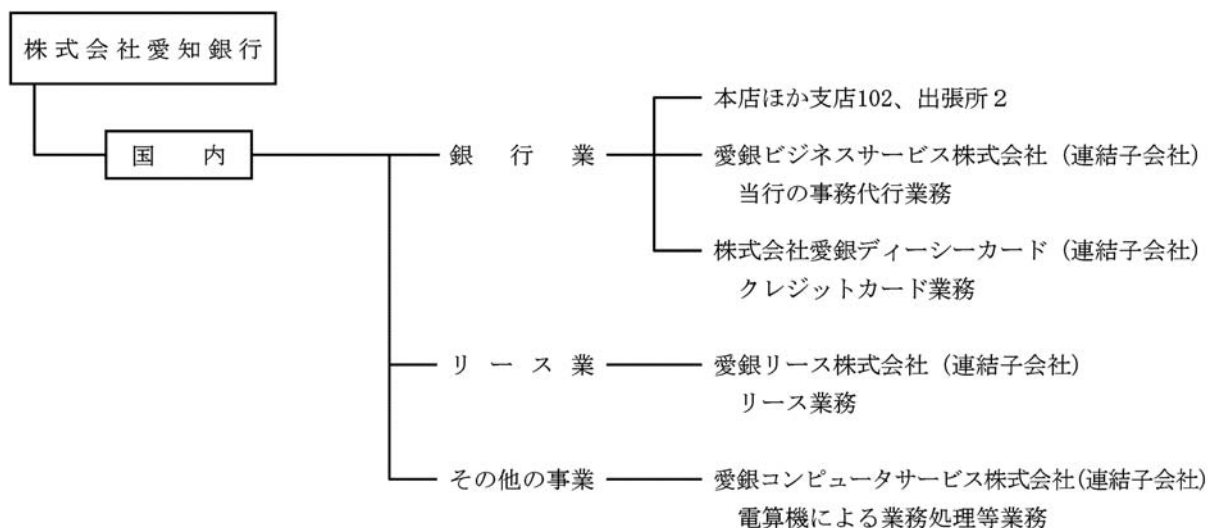 株式会社愛知銀行
国内
銀行業
本店ほか支店102、出張所2
愛銀ビジネスサービス株式会社（連結子会社）
当行の事務代行業務
株式会社愛銀ディーシーカード（連結子会社）
クレジットカード業務
リース業
愛銀リース株式会社（連結子会社）
リース業務
その他の事業
愛銀コンピュータサービス株式会社(連結子会社)
電算機による業務処理等業務